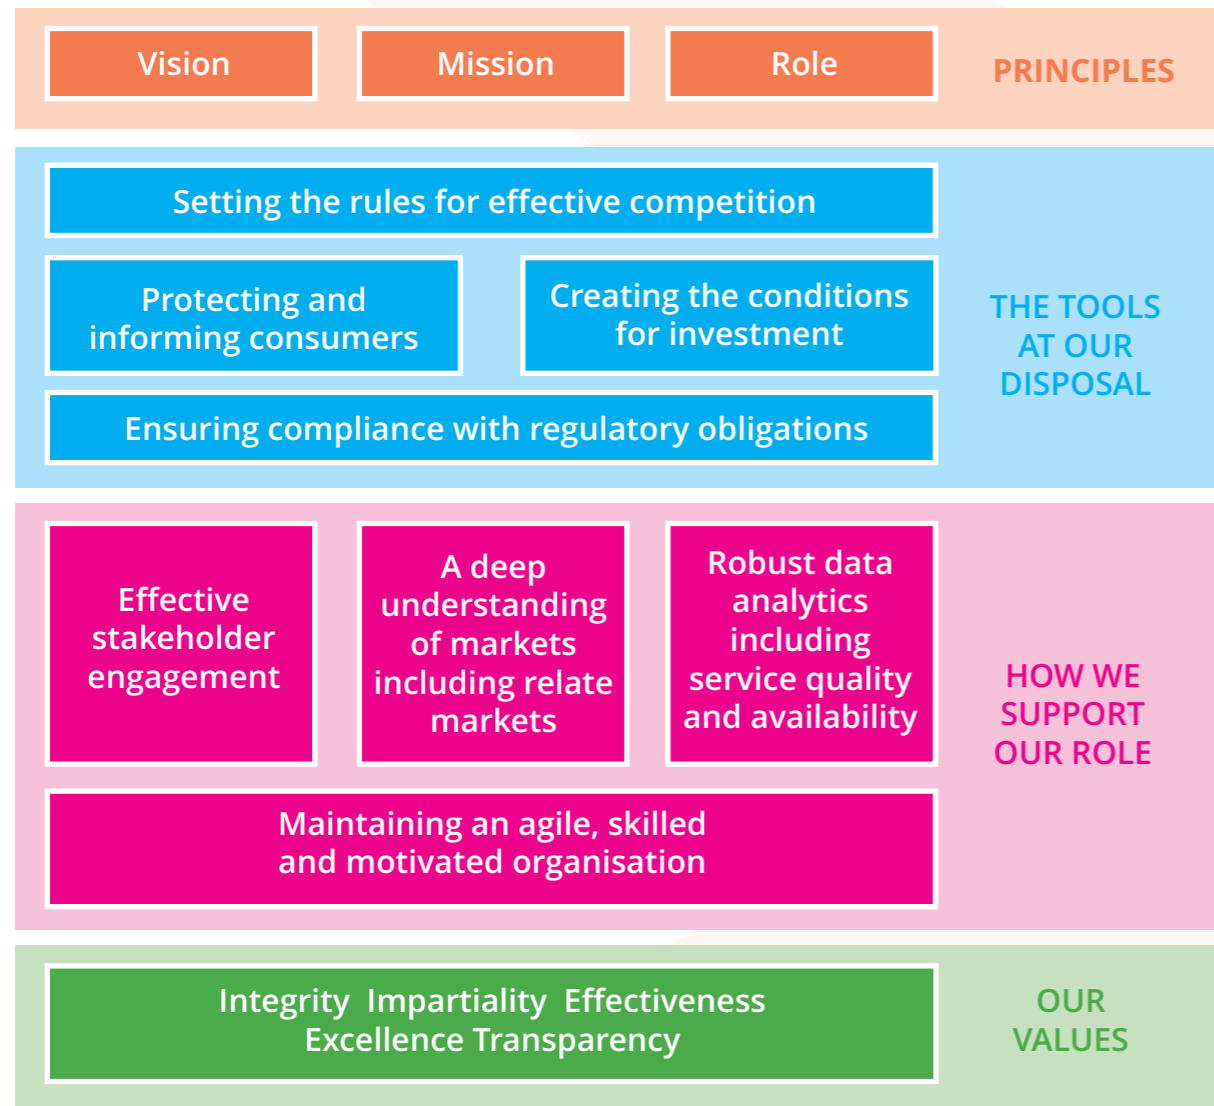 Vision
Mission
Role
PRINCIPLES
Setting the rules for effective competition
Protecting and
informing consumers
Creating the conditions
for investment
Ensuring compliance with regulatory obligations
THE TOOLS
AT OUR
DISPOSAL
Effective
stakeholder
engagement
A deep
understanding
of markets
including relate
markets
Robust data
analytics
including
service quality
and availability
Maintaining an agile, skilled
and motivated organisation
HOW WE
SUPPORT
OUR ROLE
Integrity Impartiality Effectiveness
Excellence Transparency
OUR
VALUES